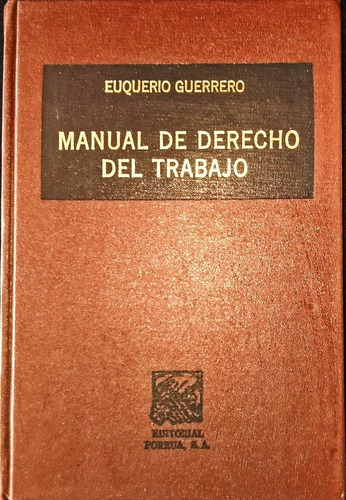 EUQUERIO GUERRERO
MANUAL DE DERECHO
DEL TRABAJO
EDITORIAL
PORRUA, S.A.